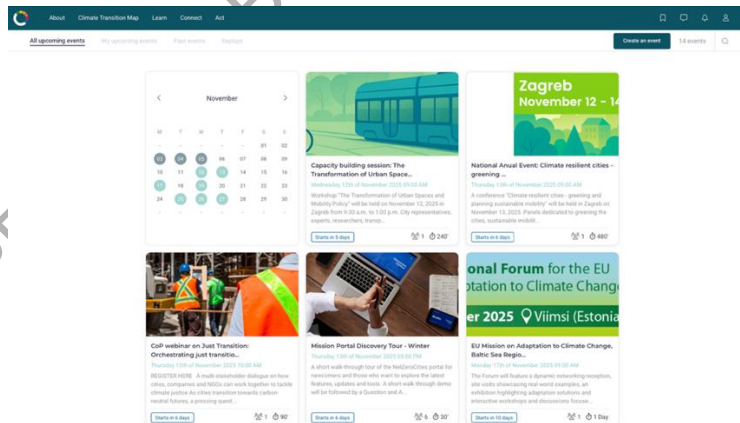 About Climate Transition Map Learn Connect Act
All upcoming events My upcoming events Past events Replays
Create an event 14 events
November
M T W T F S S
- - - - - 01 02
03 04 05 06 07 08 09
10 11 12 13 14 15 16
17 18 19 20 21 22 23
24 25 26 27 28 29 30
- - - - - - -
Capacity building session: The
Transformation of Urban Space...
Wednesday 12th of November 2025 09:30 AM
Workshop "The Transformation of Urban Spaces and
Mobility Policy" will be held on November 12, 2025 in
Zagreb from 9:30 a.m. to 1:00 p.m. City representatives,
experts, researchers, transp...
Starts in 5 days 1 240'
Zagreb
November 12 - 14
National Anual Event: Climate resilient cities -
greening ...
Thursday 13th of November 2025 09:00 AM
A conference "Climate resilient cities - greening and
planning sustainable mobility" will be held in Zagreb on
November 13, 2025. Panels dedicated to greening the
cities, sustainable mobilit...
Starts in 6 days 1 480'
CoP webinar on Just Transition:
Orchestrating just transitio...
Thursday 13th of November 2025 10:00 AM
REGISTER HERE A multi-stakeholder dialogue on how
cities, companies and NGOs can work together to tackle
climate justice As cities transition towards carbon-
neutral futures, a pressing quest...
Starts in 6 days 1 90'
Mission Portal Discovery Tour - Winter
Thursday 13th of November 2025
A short walk-through tour of the NetZeroCities portal for
newcomers and those who want to explore the latest
features, updates and tools. A short walk-through demo
will be followed by a Question and A...
Starts in 6 days 6 30'
onal Forum for the EU
ptation to Climate Chang
er 2025 Viimsi (Estonia
EU Mission on Adaptation to Climate Change,
Baltic Sea Regio...
Monday 17th of November 2025 09:00 AM
The Forum will feature a dynamic networking reception,
site visits showcasing real-world examples, an
exhibition highlighting adaptation solutions and
interactive workshops and discussions focuse...
Starts in 10 days 1 1 Day